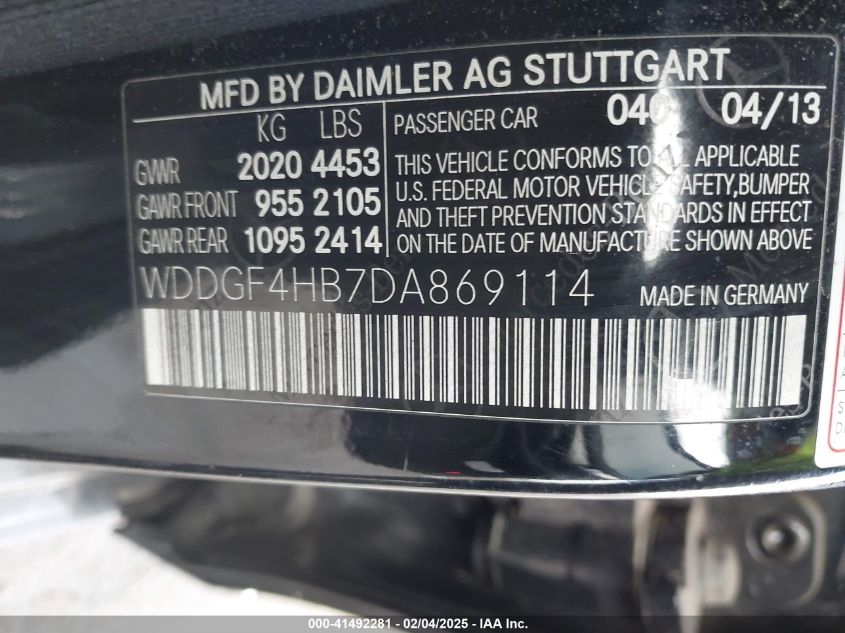 MFD BY DAIMLER AG STUTTGART
KG LBS PASSENGER CAR 040 04/13
GVWR 2020 4453
GAWR FRONT 955 2105
GAWR REAR 1095 2414
THIS VEHICLE CONFORMS TO ALL APPLICABLE
U.S. FEDERAL MOTOR VEHICLE SAFETY,BUMPER
AND THEFT PREVENTION STANDARDS IN EFFECT
ON THE DATE OF MANUFACTURE SHOWN ABOVE
WDDGF4HB7DA869114 MADE IN GERMANY
000-41492281 - 02/04/2025 - IAAI Inc.